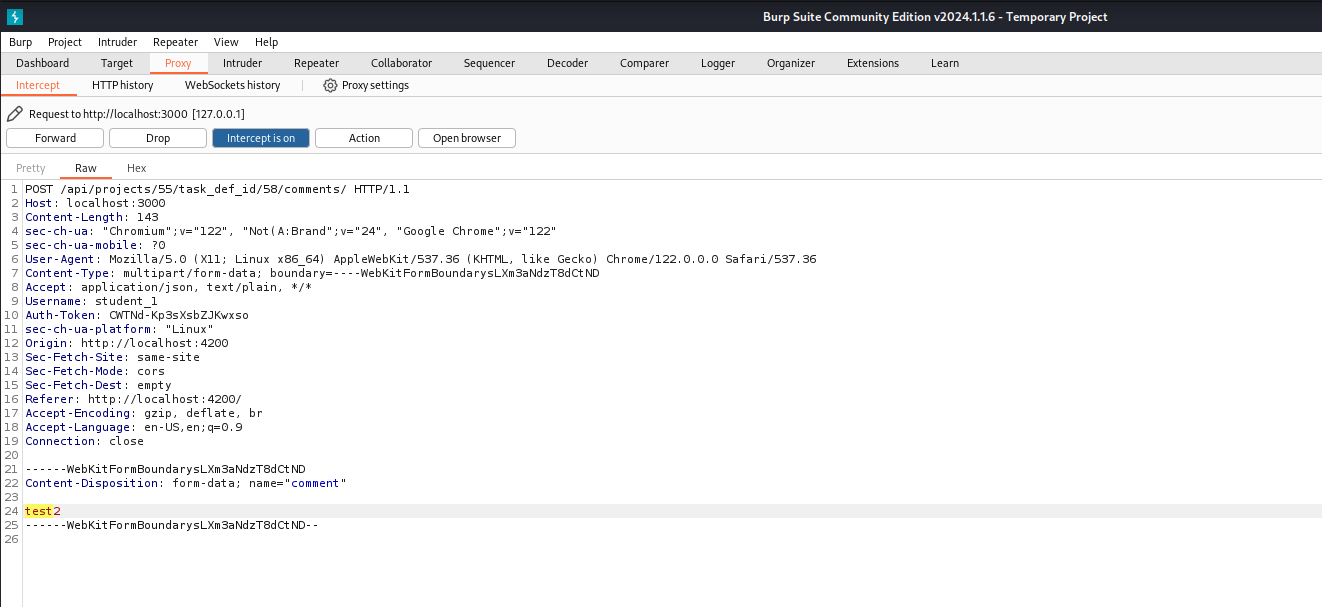 Burp Suite Community Edition v2024.1.1.6 - Temporary Project
Burp Project Intruder Repeater View Help
Dashboard Target Proxy Intruder Repeater Collaborator Sequencer Decoder Comparer Logger Organizer Extensions Learn
Intercept HTTP history WebSockets history Proxy settings
Request to http://localhost:3000 [127.0.0.1]
Forward Drop Intercept is on Action Open browser
Pretty Raw Hex
1 POST /api/projects/55/task_def_id/58/comments/ HTTP/1.1
2 Host: localhost:3000
3 Content-Length: 143
4 sec-ch-ua: "Chromium";v="122", "Not(A:Brand";v="24", "Google Chrome";v="122"
5 sec-ch-ua-mobile: ?0
6 User-Agent: Mozilla/5.0 (X11; Linux x86_64) AppleWebKit/537.36 (KHTML, like Gecko) Chrome/122.0.0.0 Safari/537.36
7 Content-Type: multipart/form-data; boundary=----WebKitFormBoundarysLXm3aNdzT8dCtND
8 Accept: application/json, text/plain, */*
9 Username: student_1
10 Auth-Token: CWTNd-Kp3sXsbZJKwxso
11 sec-ch-ua-platform: "Linux"
12 Origin: http://localhost:4200
13 Sec-Fetch-Site: same-site
14 Sec-Fetch-Mode: cors
15 Sec-Fetch-Dest: empty
16 Referer: http://localhost:4200/
17 Accept-Encoding: gzip, deflate, br
18 Accept-Language: en-US,en;q=0.9
19 Connection: close
20
21 ------WebKitFormBoundarysLXm3aNdzT8dCtND
22 Content-Disposition: form-data; name="comment"
23
24 test2
25 ------WebKitFormBoundarysLXm3aNdzT8dCtND--
26